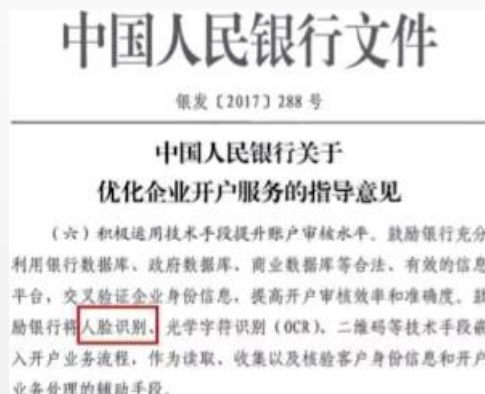 中国人民银行文件
银发〔2017〕288 号
中国人民银行关于
优化企业开户服务的指导意见
（六）积极运用技术手段提升账户审核水平。鼓励银行充分
利用银行数据库、政府数据库、商业数据库等合法、有效的信息
平台，交叉验证企业身份信息，提高开户审核效率和准确度。鼓
励银行将人脸识别、光学字符识别（OCR）、二维码等技术手段嵌
入开户业务流程，作为读取、收集以及核验客户身份信息和开户
业务处理的辅助手段。